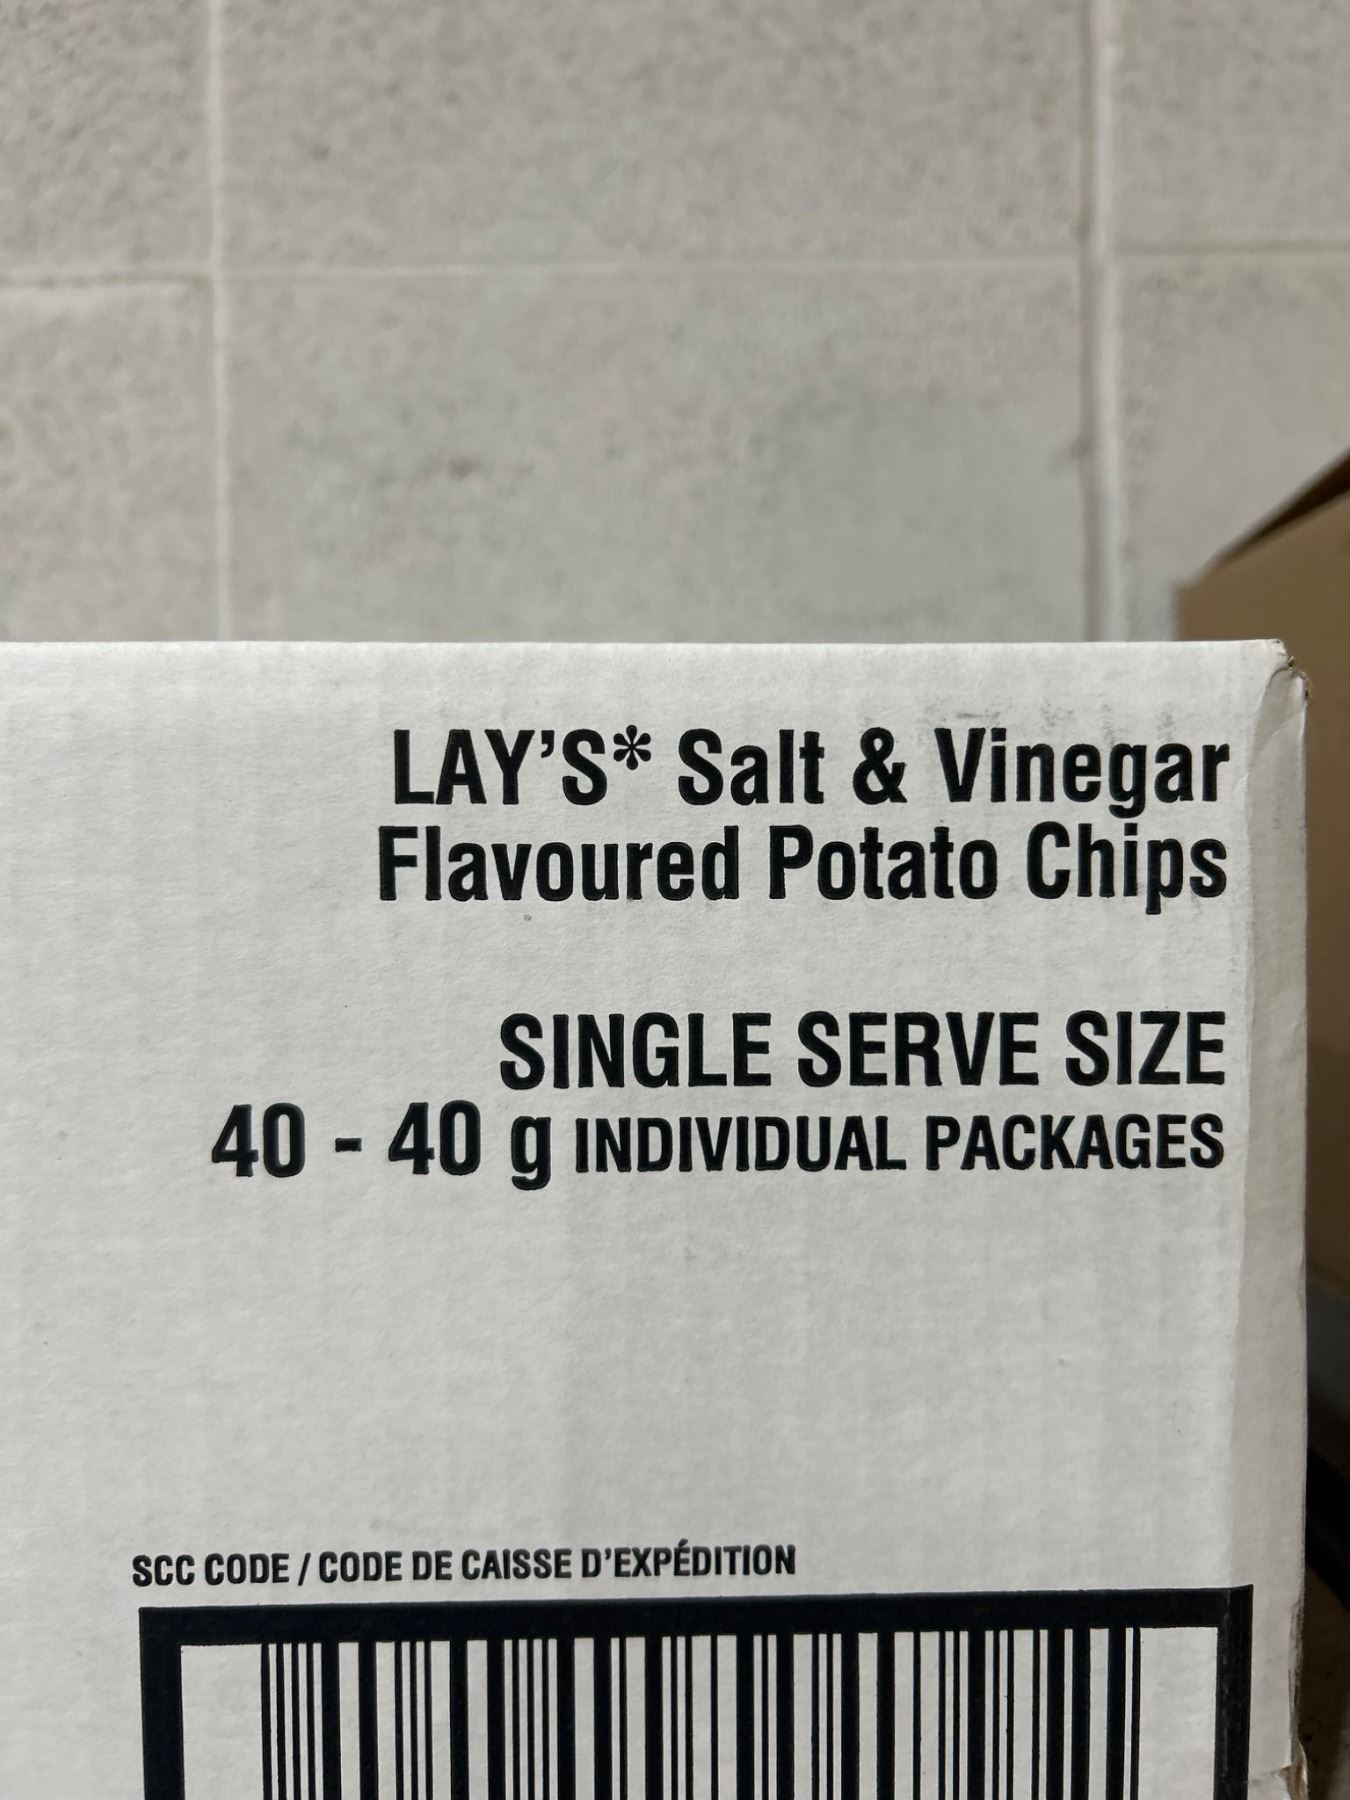 LAY'S* Salt & Vinegar
Flavoured Potato Chips
SINGLE SERVE SIZE
40 - 40 g INDIVIDUAL PACKAGES
SCC CODE / CODE DE CAISSE D'EXPÉDITION